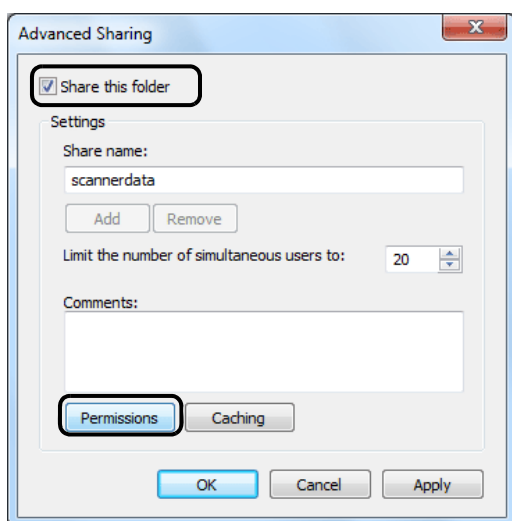 Advanced Sharing
Share this folder
Settings
Share name:
scannerdata
Add Remove
Limit the number of simultaneous users to: 20
Comments:
Permissions Caching
OK Cancel Apply